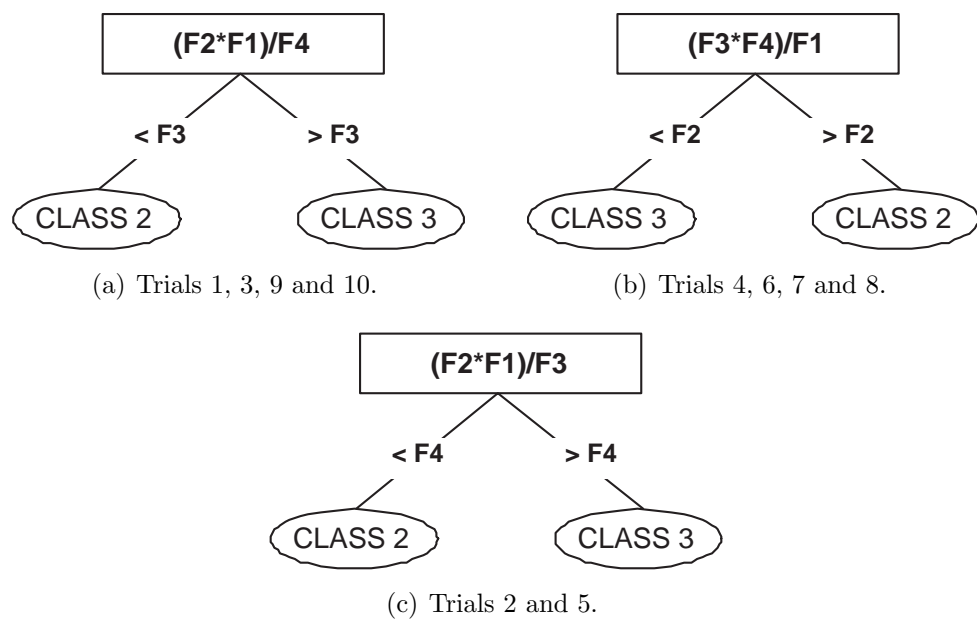 (F2*F1)/F4
< F3 > F3
CLASS 2 CLASS 3
(a) Trials 1, 3, 9 and 10.
(F3*F4)/F1
< F2 > F2
CLASS 3 CLASS 2
(b) Trials 4, 6, 7 and 8.
(F2*F1)/F3
< F4 > F4
CLASS 2 CLASS 3
(c) Trials 2 and 5.